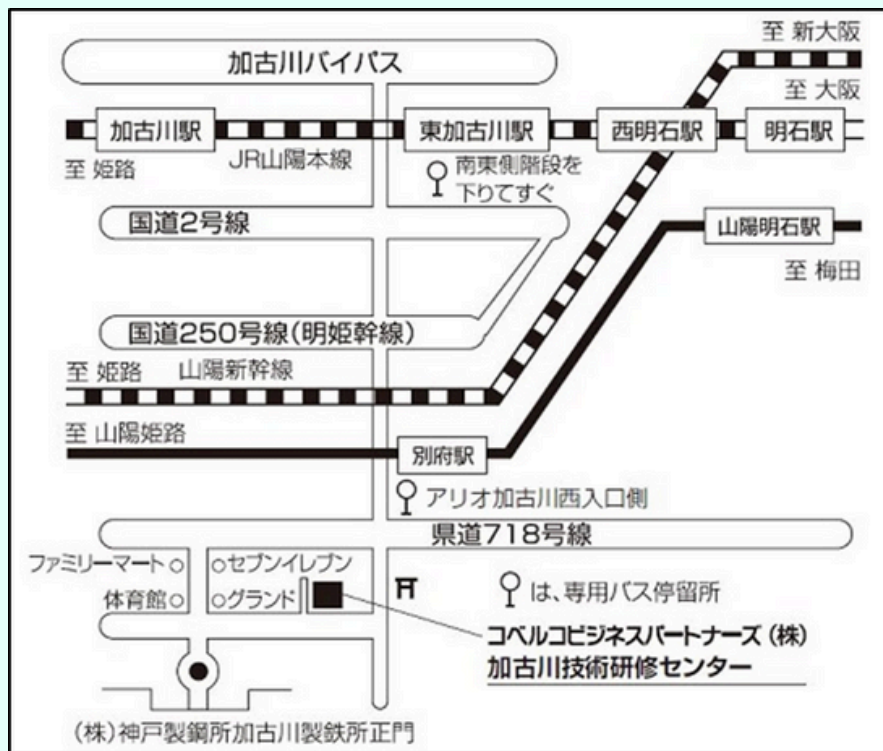 至 新大阪
加古川バイパス
至 大阪
加古川駅
東加古川駅
西明石駅
明石駅
至 姫路
JR山陽本線
南東側階段を
下りてすぐ
国道2号線
山陽明石駅
至 梅田
国道250号線(明姫幹線)
至 姫路
山陽新幹線
至 山陽姫路
別府駅
アリオ加古川西入口側
県道718号線
ファミリーマート
セブンイレブン
体育館
グランド
は、専用バス停留所
コベルコビジネスパートナーズ(株)
加古川技術研修センター
(株)神戸製鋼所加古川製鉄所正門